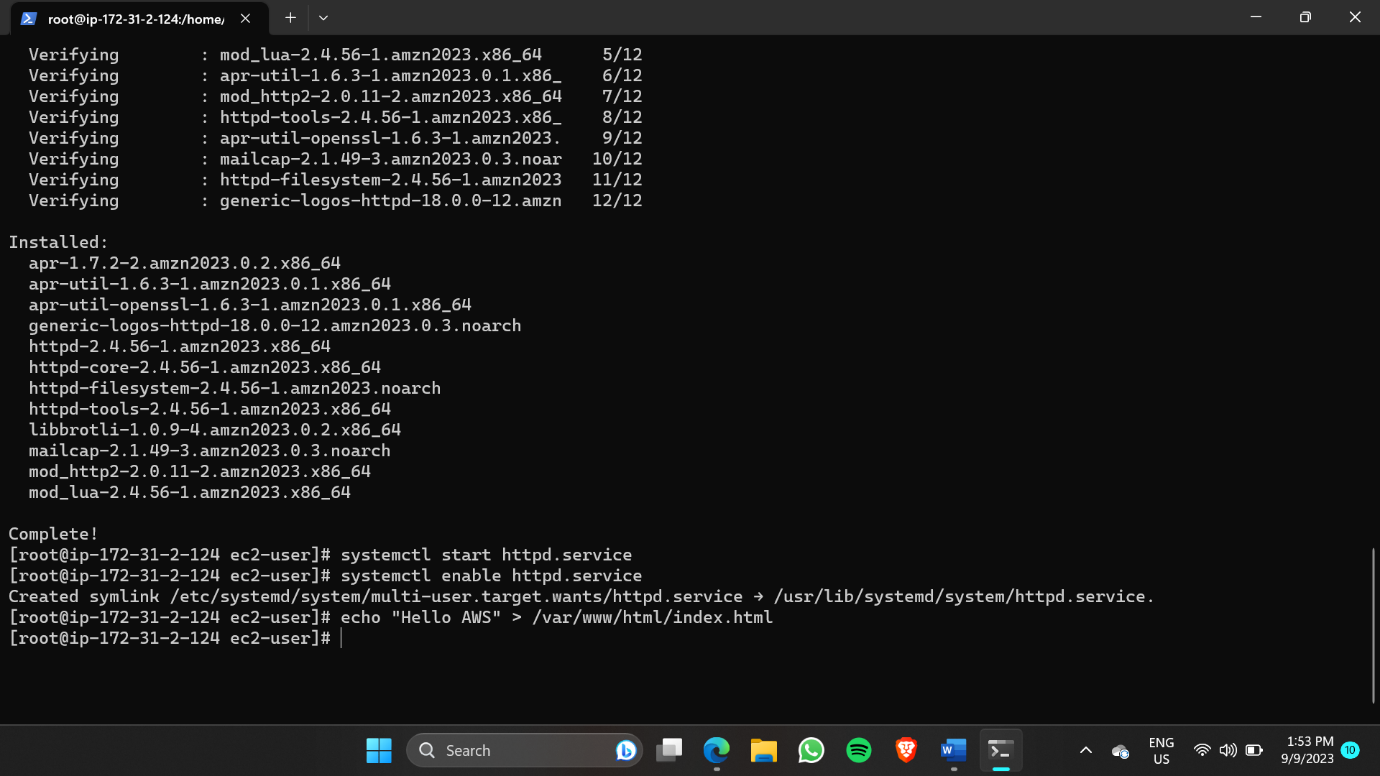 root@ip-172-31-2-124:/home/
Verifying : mod_lua-2.4.56-1.amzn2023.x86_64 5/12
Verifying : apr-util-1.6.3-1.amzn2023.0.1.x86_ 6/12
Verifying : mod_http2-2.0.11-2.amzn2023.x86_64 7/12
Verifying : httpd-tools-2.4.56-1.amzn2023.x86_ 8/12
Verifying : apr-util-openssl-1.6.3-1.amzn2023. 9/12
Verifying : mailcap-2.1.49-3.amzn2023.0.3.noar 10/12
Verifying : httpd-filesystem-2.4.56-1.amzn2023 11/12
Verifying : generic-logos-httpd-18.0.0-12.amzn 12/12
Installed:
apr-1.7.2-2.amzn2023.0.2.x86_64
apr-util-1.6.3-1.amzn2023.0.1.x86_64
apr-util-openssl-1.6.3-1.amzn2023.0.1.x86_64
generic-logos-httpd-18.0.0-12.amzn2023.0.3.noarch
httpd-2.4.56-1.amzn2023.x86_64
httpd-core-2.4.56-1.amzn2023.x86_64
httpd-filesystem-2.4.56-1.amzn2023.noarch
httpd-tools-2.4.56-1.amzn2023.x86_64
libbrotli-1.0.9-4.amzn2023.0.2.x86_64
mailcap-2.1.49-3.amzn2023.0.3.noarch
mod_http2-2.0.11-2.amzn2023.x86_64
mod_lua-2.4.56-1.amzn2023.x86_64
Complete!
[root@ip-172-31-2-124 ec2-user]# systemctl start httpd.service
[root@ip-172-31-2-124 ec2-user]# systemctl enable httpd.service
Created symlink /etc/systemd/system/multi-user.target.wants/httpd.service → /usr/lib/systemd/system/httpd.service.
[root@ip-172-31-2-124 ec2-user]# echo "Hello AWS" > /var/www/html/index.html
[root@ip-172-31-2-124 ec2-user]#
Search
ENG
US
1:53 PM
9/9/2023
10